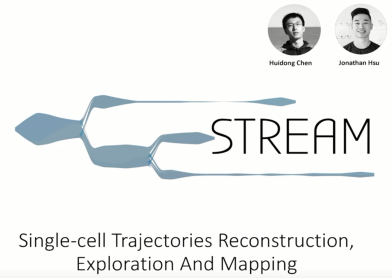 Huidong Chen
Jonathan Hsu
STREAM
Single-cell Trajectories Reconstruction,
Exploration And Mapping